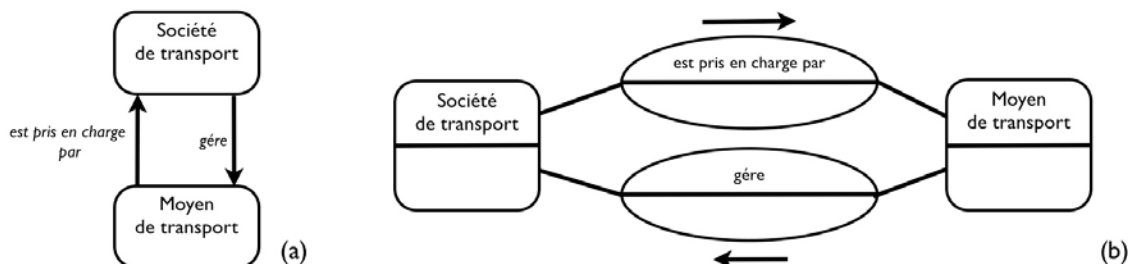 Société
de transport
est pris en charge
par
gére
Moyen
de transport
(a)
est pris en charge par
Société
de transport
Moyen
de transport
gére
(b)